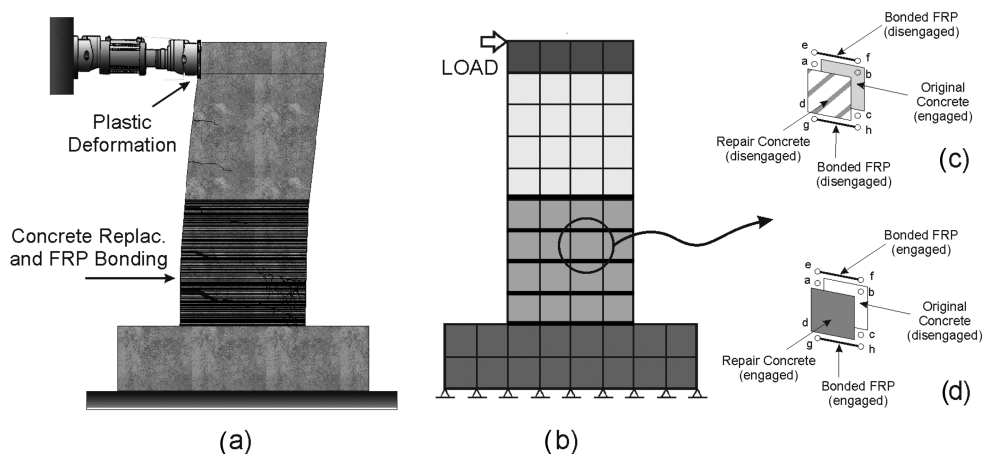 Plastic
Deformation
Concrete Replac.
and FRP Bonding
(a)
LOAD
(b)
Bonded FRP
(disengaged)
e
f
a
b
Original
Concrete
(engaged)
d
c
g
h
Repair Concrete
(disengaged)
Bonded FRP
(disengaged)
(c)
Bonded FRP
(engaged)
e
f
a
b
Original
Concrete
(disengaged)
d
c
g
h
Repair Concrete
(engaged)
Bonded FRP
(engaged)
(d)